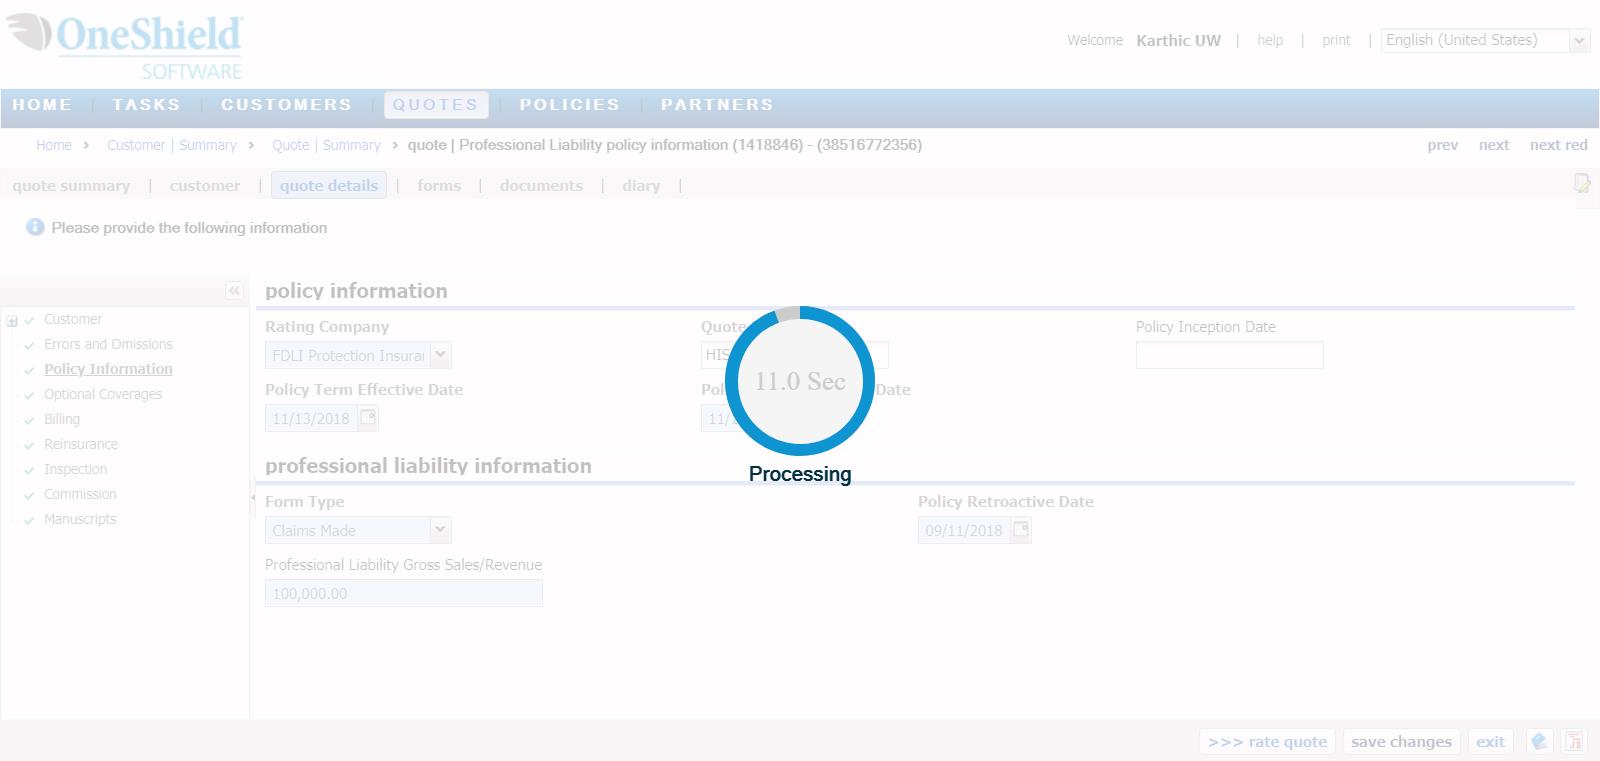 OneShield
SOFTWARE
Welcome Karthic UW | help | print | English (United States)
HOME | TASKS | CUSTOMERS | QUOTES | POLICIES | PARTNERS
Home › Customer | Summary › Quote | Summary › quote | Professional Liability policy information (1418846) - (38516772356)
prev next next red
quote summary | customer | quote details | forms | documents | diary |
Please provide the following information
Customer
Errors and Omissions
Policy Information
Optional Coverages
Billing
Reinsurance
Inspection
Commission
Manuscripts
policy information
Rating Company
FDLI Protection Insurar
Quote
HIS
Policy Inception Date
Policy Term Effective Date
11/13/2018
Date
11.0 Sec
Processing
professional liability information
Form Type
Claims Made
Policy Retroactive Date
09/11/2018
Professional Liability Gross Sales/Revenue
100,000.00
>>> rate quote save changes exit